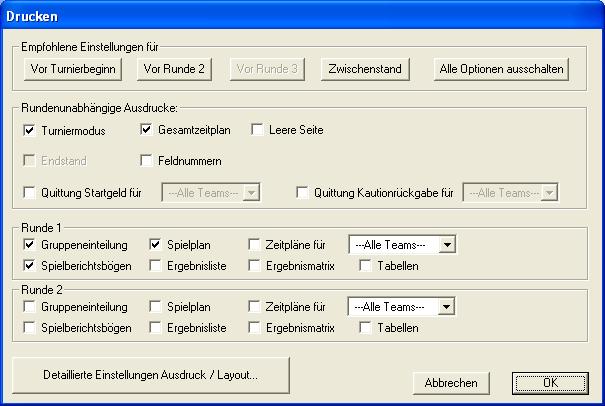 Drucken
Empfohlene Einstellungen für
Vor Turnierbeginn Vor Runde 2 Vor Runde 3 Zwischenstand Alle Optionen ausschalten
Rundenunabhängige Ausdrucke:
Turniermodus Gesamtzeitplan Leere Seite
Endstand Feldnummern
Quittung Startgeld für ---Alle Teams--- Quittung Kautionrückgabe für ---Alle Teams---
Runde 1
Gruppeneinteilung Spielplan Zeitpläne für ---Alle Teams---
Spielberichtsbögen Ergebnisliste Ergebnismatrix Tabellen
Runde 2
Gruppeneinteilung Spielplan Zeitpläne für ---Alle Teams---
Spielberichtsbögen Ergebnisliste Ergebnismatrix Tabellen
Detaillierte Einstellungen Ausdruck / Layout...
Abbrechen OK